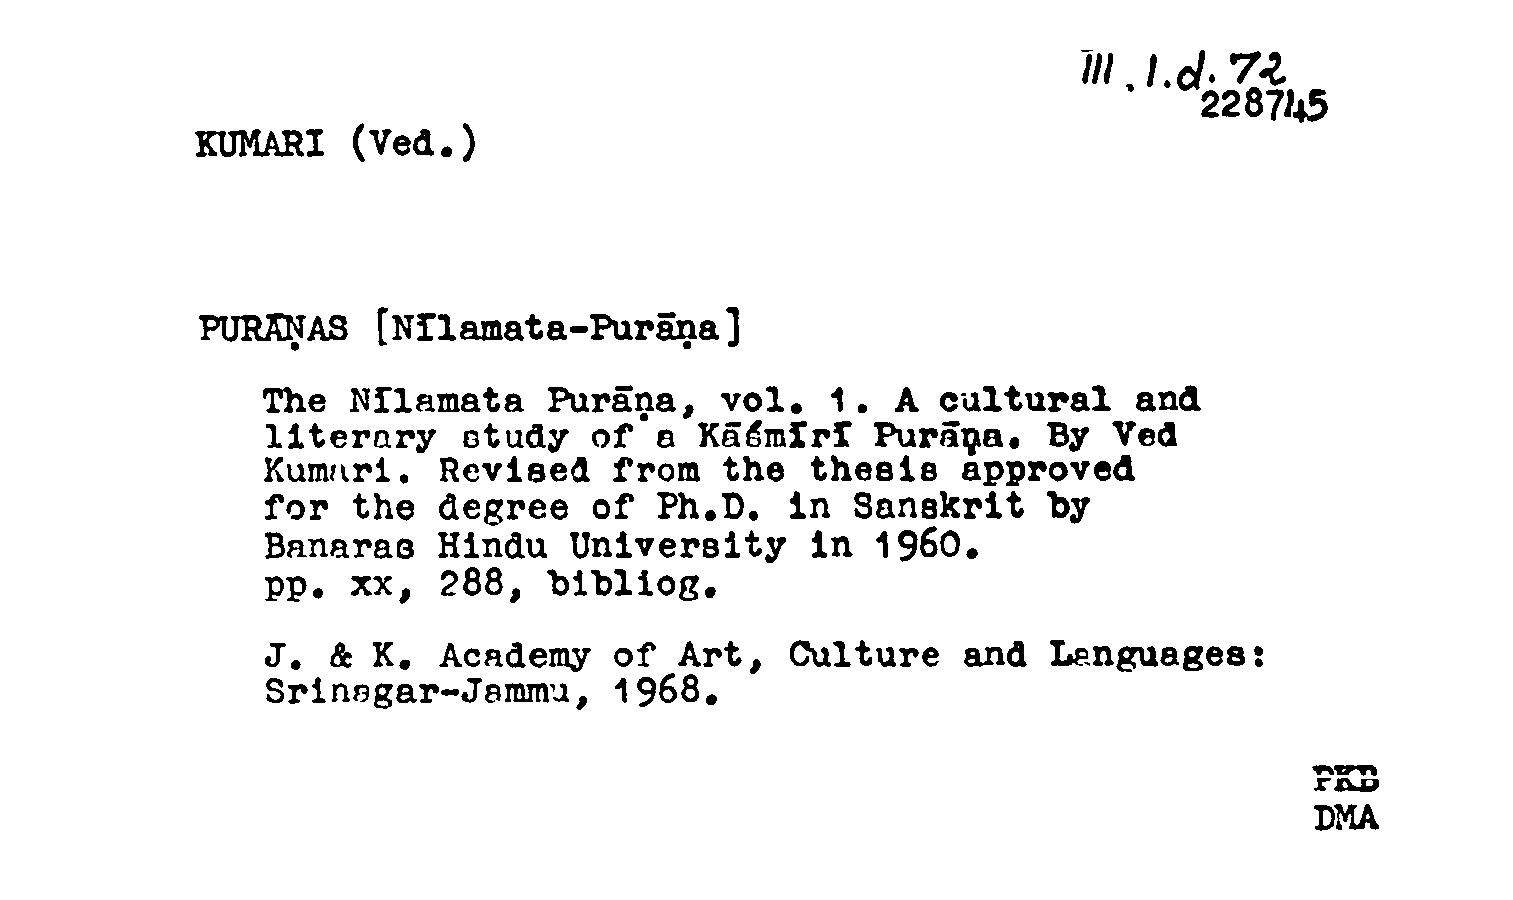 III.1.d.72
228745
KUMARI (Ved.)
PURĀṆAS [Nīlamata-Purāṇa]
The Nīlamata Purāṇa, vol. 1. A cultural and
literary study of a Kāśmīrī Purāṇa. By Ved
Kumari. Revised from the thesis approved
for the degree of Ph.D. in Sanskrit by
Banaras Hindu University in 1960.
pp. xx, 288, bibliog.
J. & K. Academy of Art, Culture and Languages:
Srinagar-Jammu, 1968.
PKB
DMA